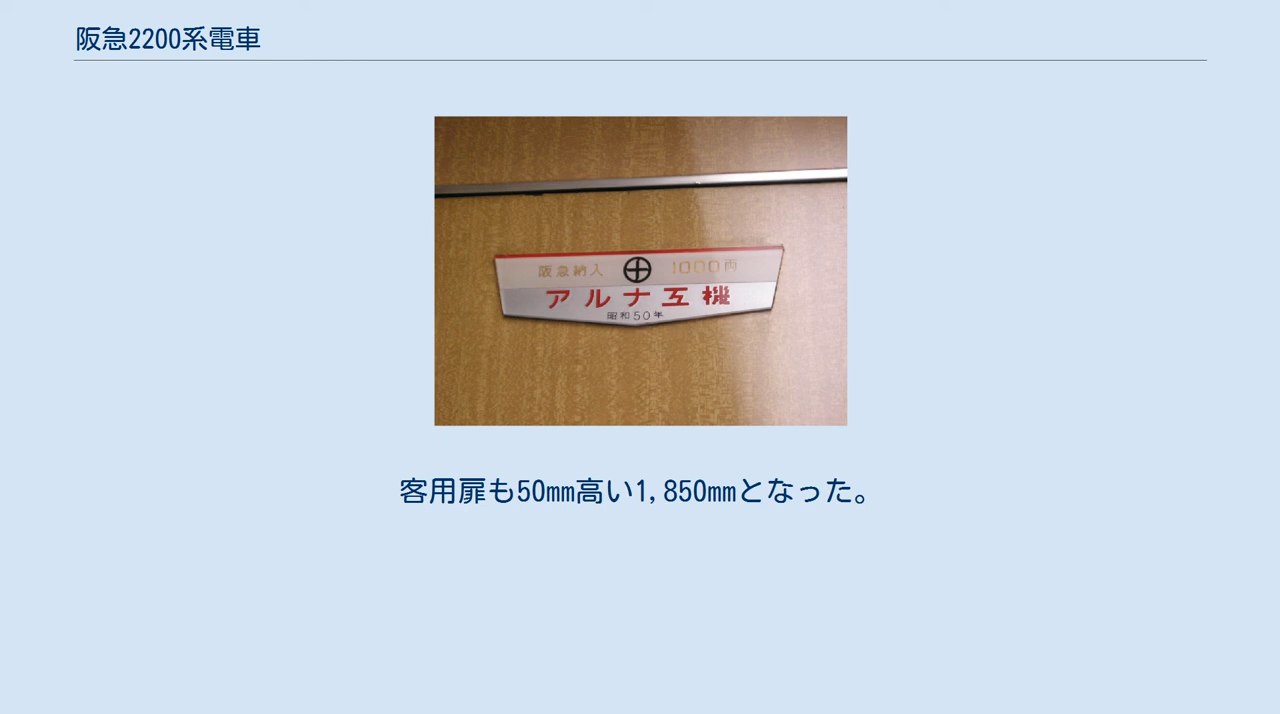 阪急2200系電車
阪急納入 1000両
アルナ工機
昭和50年
客用扉も50mm高い1,850mmとなった。